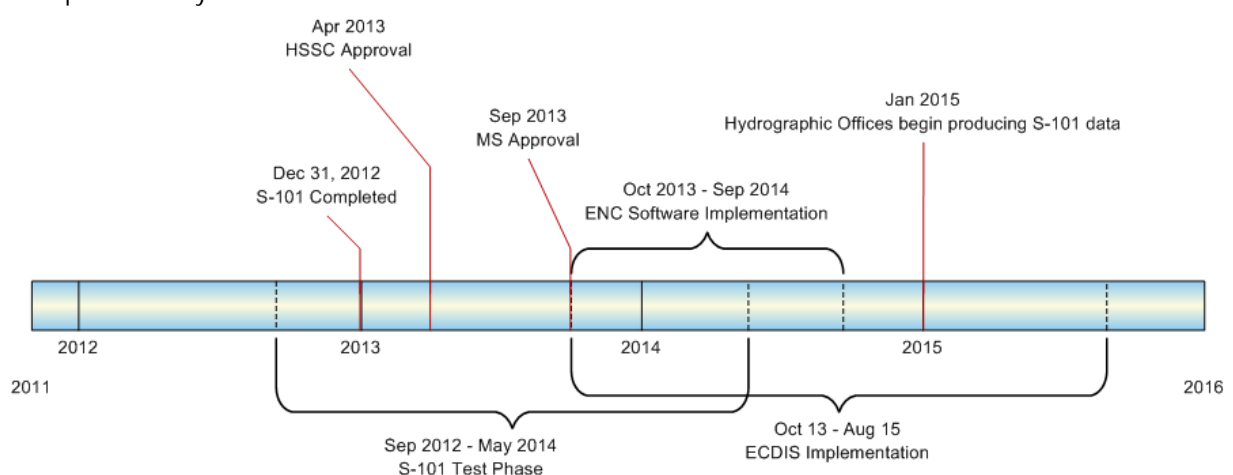 Apr 2013
HSSC Approval
Jan 2015
Hydrographic Offices begin producing S-101 data
Sep 2013
MS Approval
Dec 31, 2012
S-101 Completed
Oct 2013 - Sep 2014
ENC Software Implementation
2012
2013
2014
2015
2011
2016
Oct 13 - Aug 15
ECDIS Implementation
Sep 2012 - May 2014
S-101 Test Phase